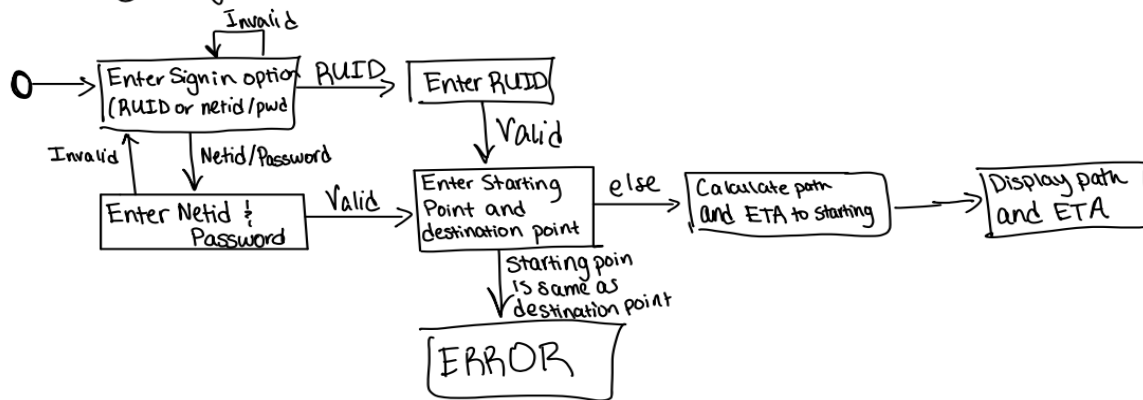 Invalid
Enter Signin option
(RUID or netid/pwd
RUID
Enter RUID
Valid
Invalid
Netid/Password
Enter Netid &
Password
Valid
Enter Starting
Point and
destination point
else
Calculate path
and ETA to starting
Display path
and ETA
Starting poin
is same as
destination point
ERROR